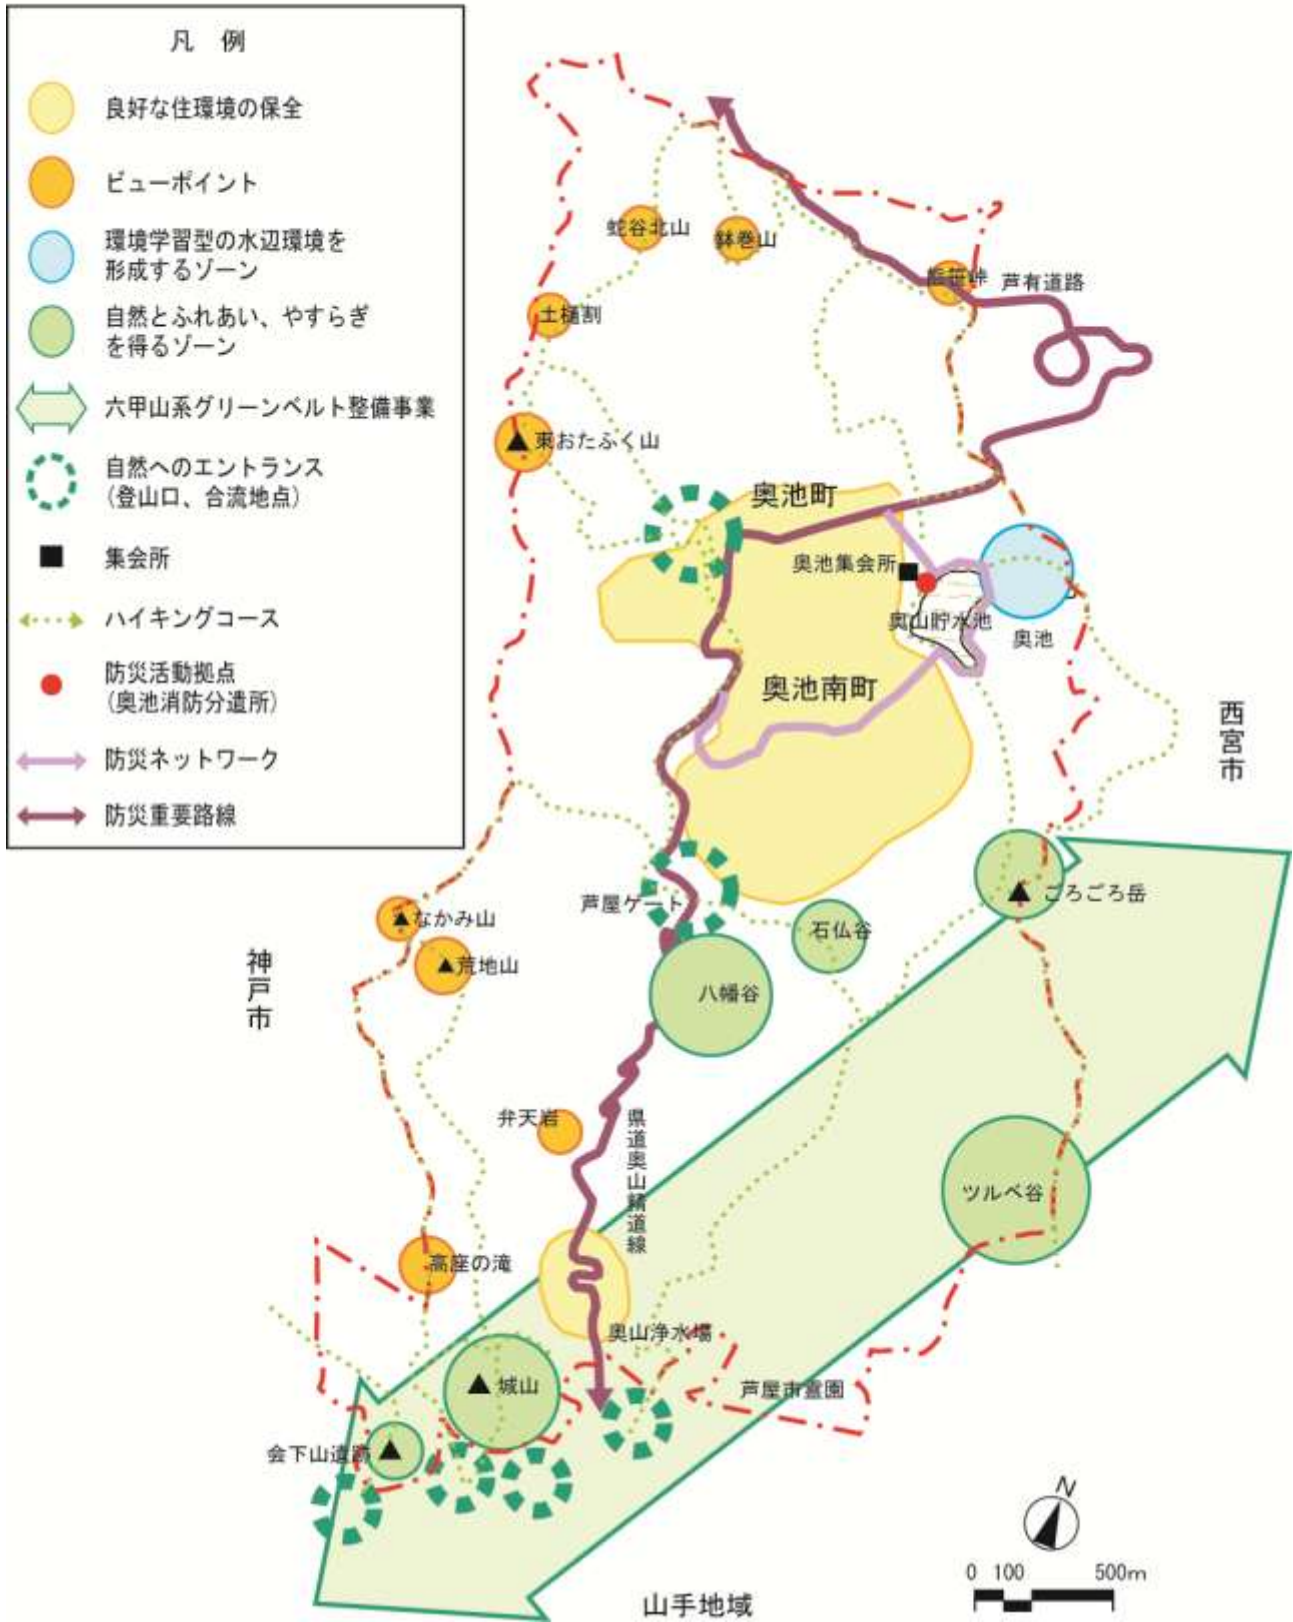 凡 例
良好な住環境の保全
ビューポイント
環境学習型の水辺環境を
形成するゾーン
自然とふれあい、やすらぎ
を得るゾーン
六甲山系グリーンベルト整備事業
自然へのエントランス
(登山口、合流地点)
集会所
ハイキングコース
防災活動拠点
(奥池消防分遣所)
防災ネットワーク
防災重要路線
蛇谷北山
鉢巻山
熊笹峠
芦有道路
土樋割
東おたふく山
奥池町
奥池集会所
奥山貯水池
奥池
奥池南町
西宮市
芦屋ゲート
ごろごろ岳
なかみ山
石仏谷
荒地山
神戸市
八幡谷
弁天岩
県道奥山精道線
ツルベ谷
高座の滝
奥山浄水場
城山
芦屋市霊園
会下山遺跡
N
0 100 500m
山手地域